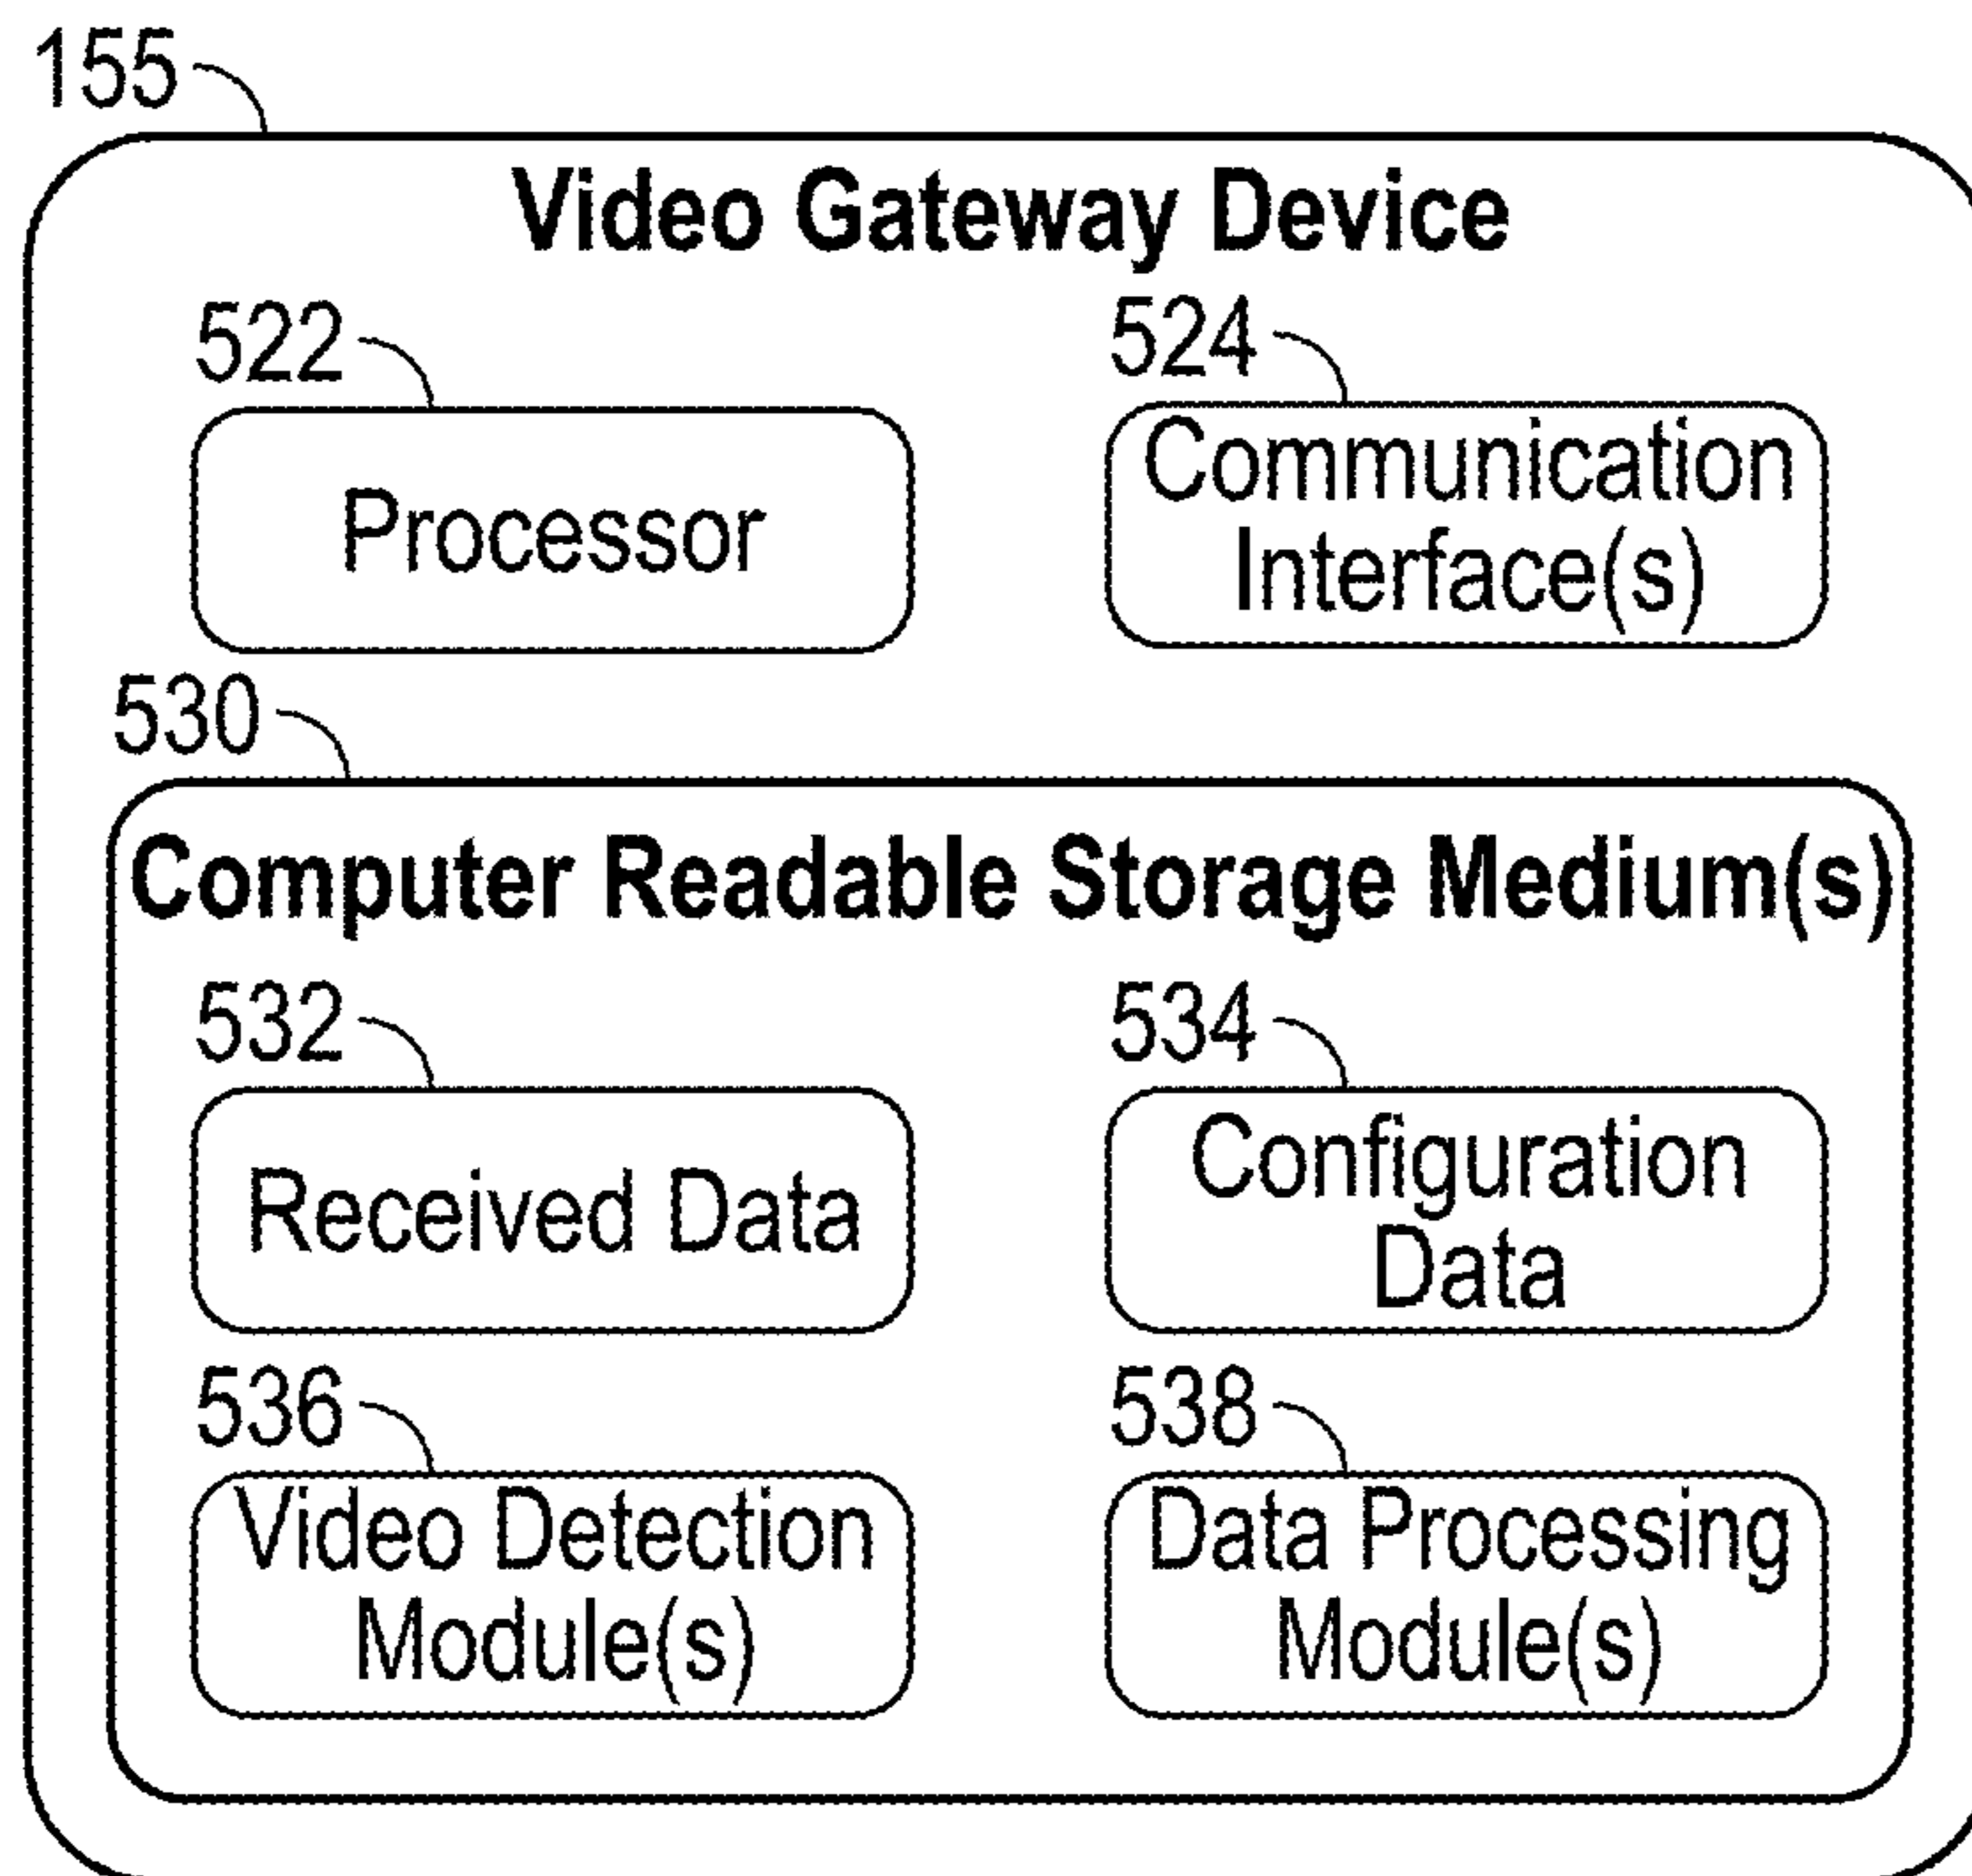 155
Video Gateway Device
522
524
Processor
Communication
Interface(s)
530
Computer Readable Storage Medium(s)
532
534
Received Data
Configuration
Data
536
538
Video Detection
Module(s)
Data Processing
Module(s)